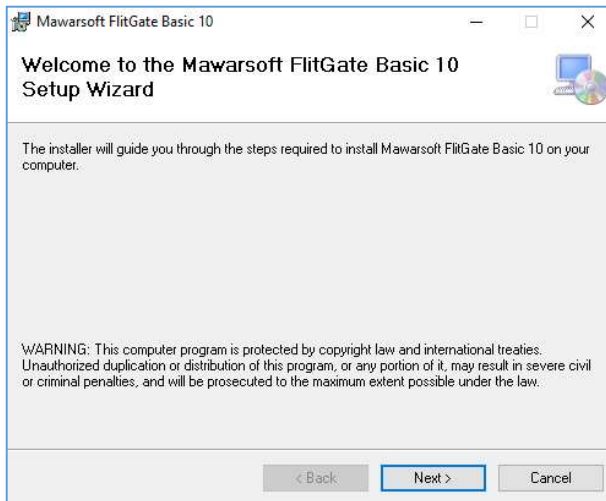 Mawarsoft FlitGate Basic 10
Welcome to the Mawarsoft FlitGate Basic 10
Setup Wizard
The installer will guide you through the steps required to install Mawarsoft FlitGate Basic 10 on your
computer.
WARNING: This computer program is protected by copyright law and international treaties.
Unauthorized duplication or distribution of this program, or any portion of it, may result in severe civil
or criminal penalties, and will be prosecuted to the maximum extent possible under the law.
< Back
Next >
Cancel